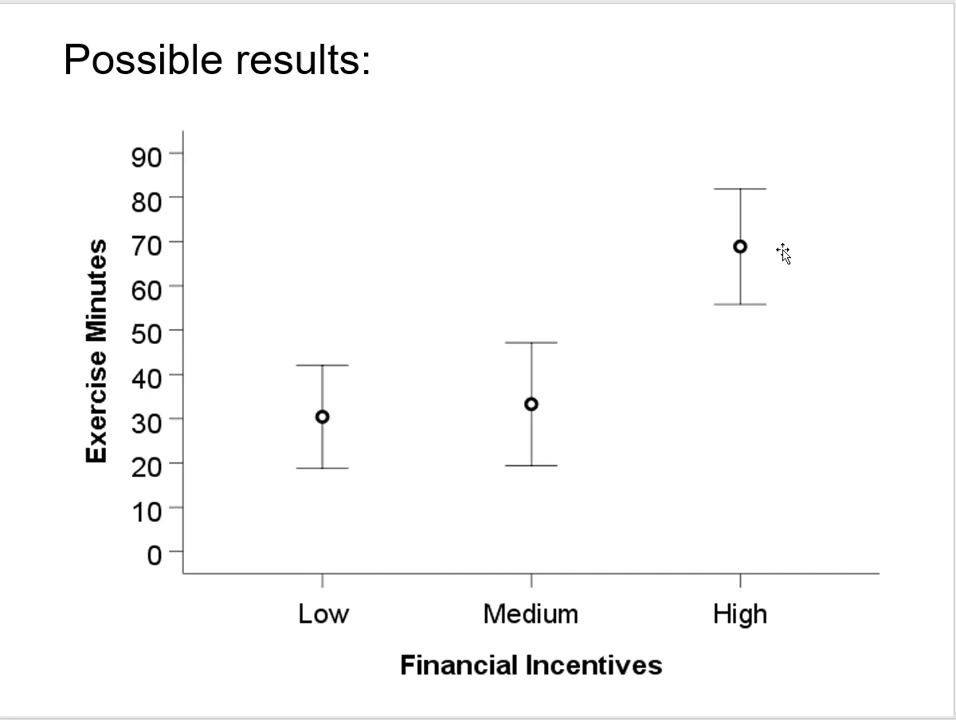 Possible results:
90
80
70
60
50
40
30
20
10
0
Exercise Minutes
Low Medium High
Financial Incentives